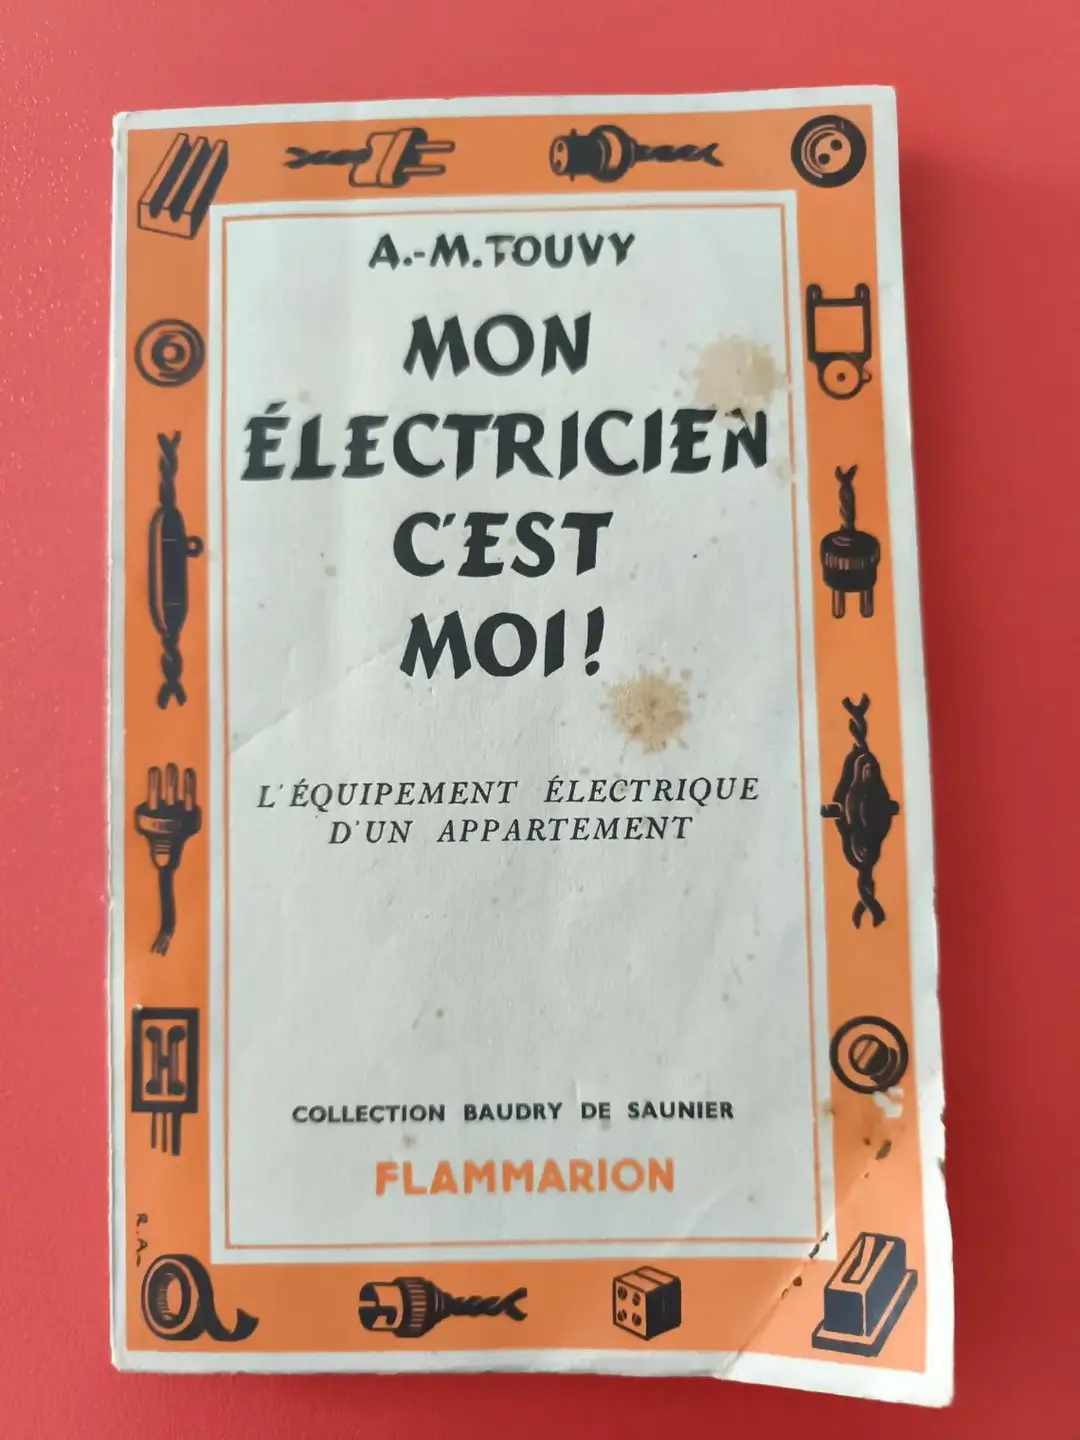 A.-M. TOUVY
MON
ÉLECTRICIEN
C'EST
MOI!
L'ÉQUIPEMENT ÉLECTRIQUE
D'UN APPARTEMENT
COLLECTION BAUDRY DE SAUNIER
FLAMMARION
R.A-